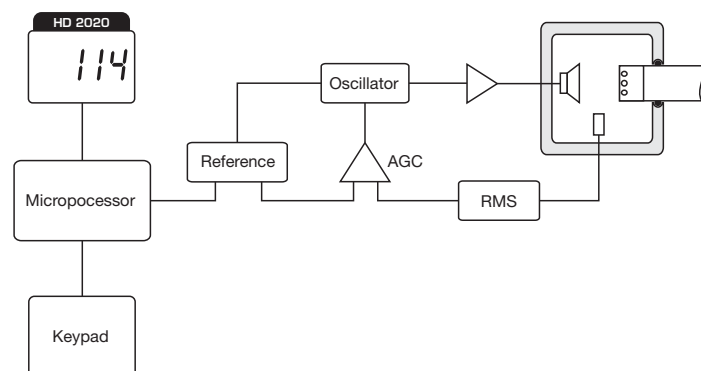 HD 2020
114
Oscillator
Reference
AGC
Micropocessor
RMS
Keypad